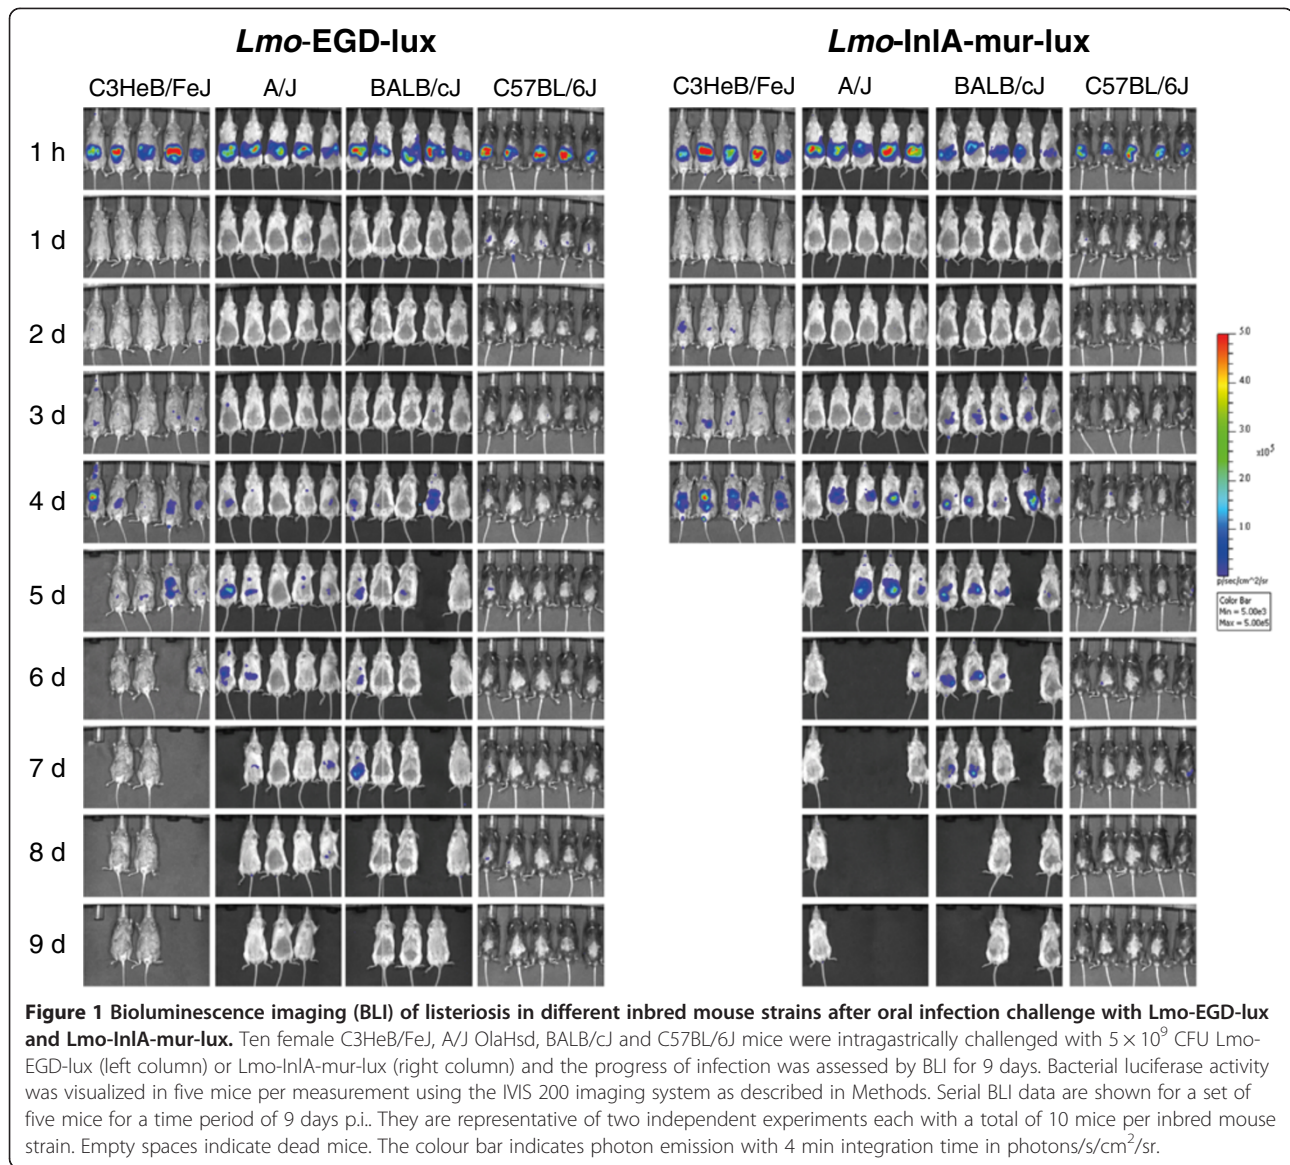 Lmo-EGD-lux
Lmo-InlA-mur-lux
C3HeB/FeJ A/J BALB/cJ C57BL/6J
C3HeB/FeJ A/J BALB/cJ C57BL/6J
1 h
1 d
2 d
3 d
4 d
5 d
6 d
7 d
8 d
9 d
5.0
4.0
3.0
x10^5
2.0
1.0
p/sec/cm^2/sr
Color Bar
Min = 5.00e3
Max = 5.00e5
Figure 1 Bioluminescence imaging (BLI) of listeriosis in different inbred mouse strains after oral infection challenge with Lmo-EGD-lux
and Lmo-InlA-mur-lux. Ten female C3HeB/FeJ, A/J OlaHsd, BALB/cJ and C57BL/6J mice were intragastrically challenged with 5 × 10⁹ CFU Lmo-
EGD-lux (left column) or Lmo-InlA-mur-lux (right column) and the progress of infection was assessed by BLI for 9 days. Bacterial luciferase activity
was visualized in five mice per measurement using the IVIS 200 imaging system as described in Methods. Serial BLI data are shown for a set of
five mice for a time period of 9 days p.i.. They are representative of two independent experiments each with a total of 10 mice per inbred mouse
strain. Empty spaces indicate dead mice. The colour bar indicates photon emission with 4 min integration time in photons/s/cm²/sr.